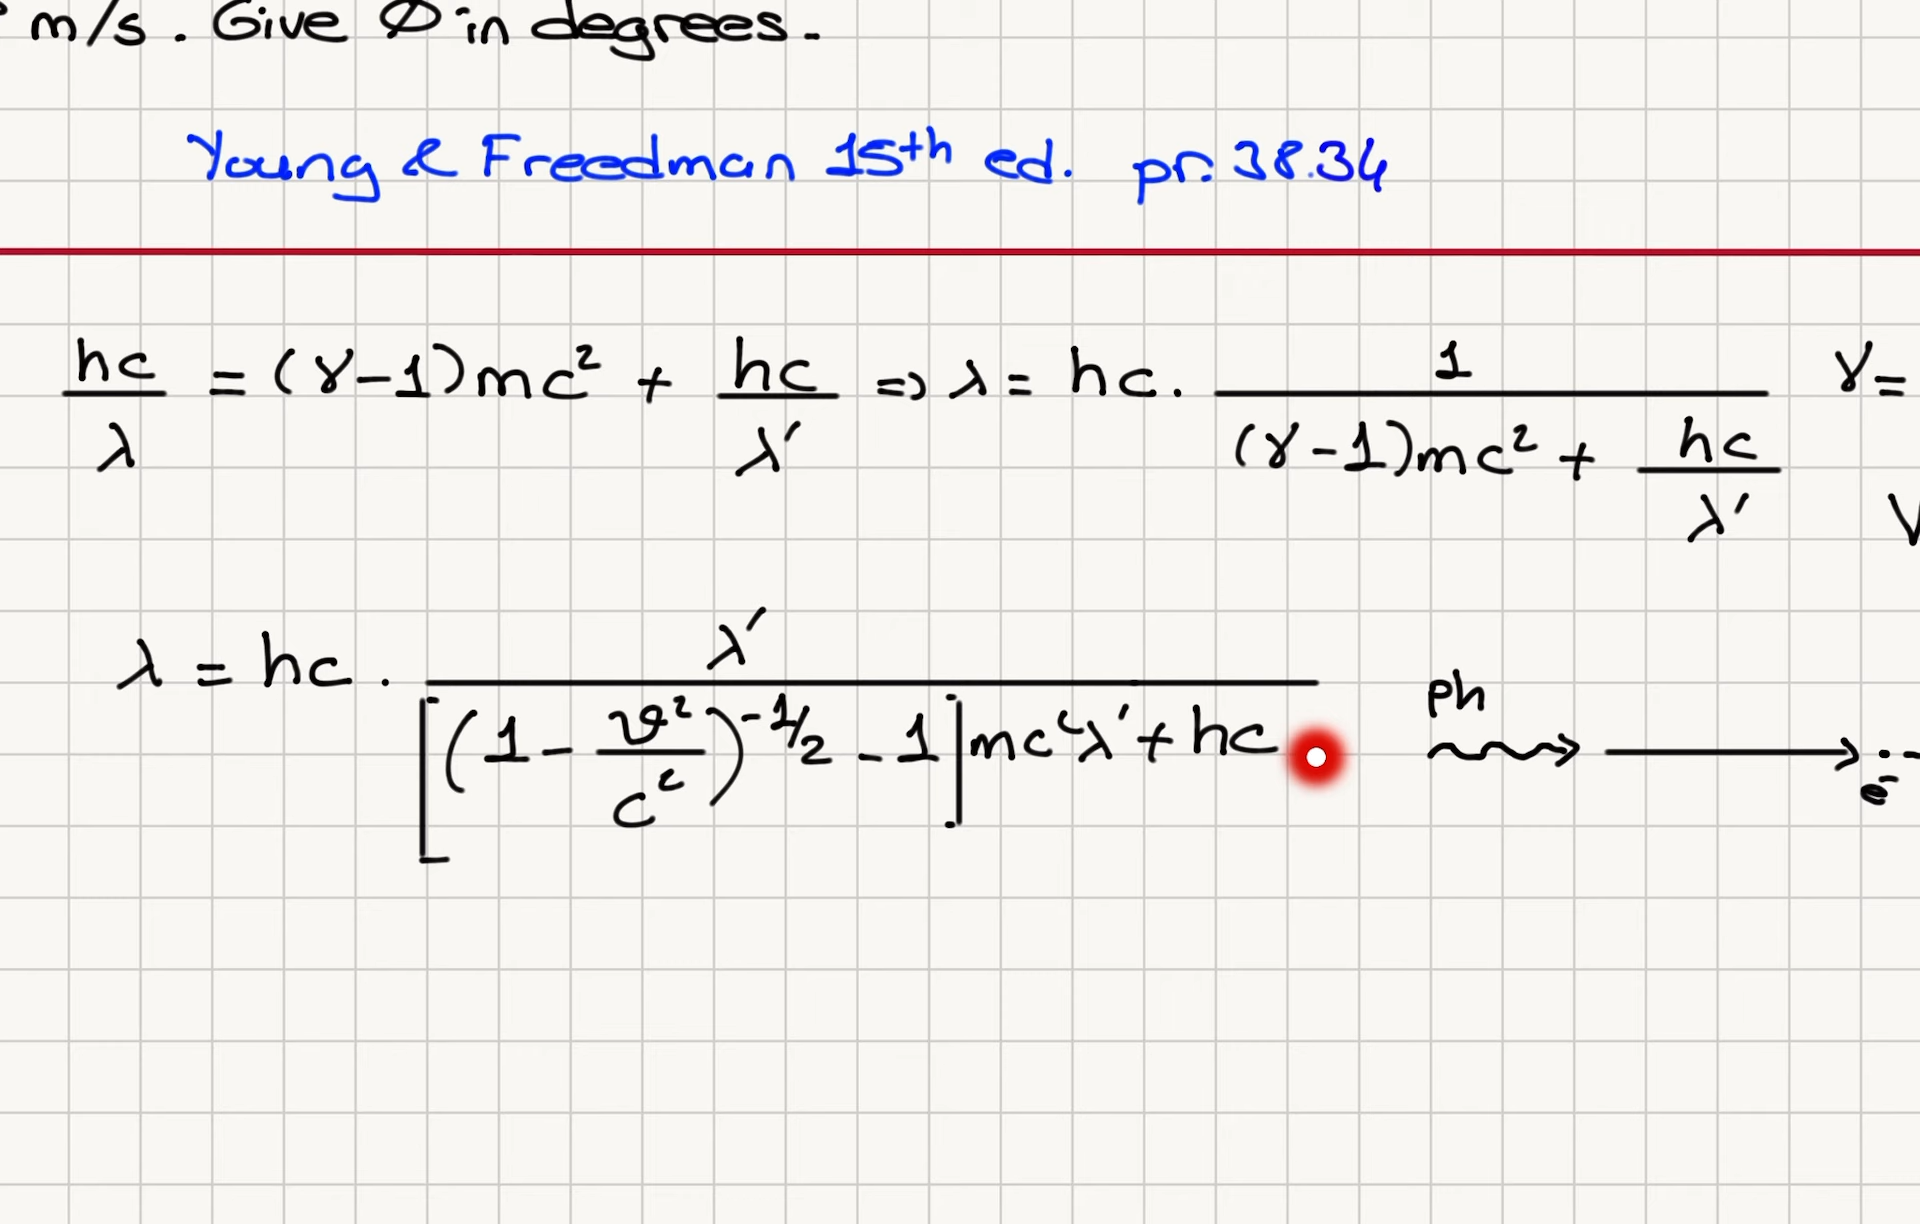 m/s. Give Ø in degrees.
Young & Freedman 15th ed. pr. 38.34
hc/λ = (γ-1)mc² + hc/λ' => λ = hc · 1/((γ-1)mc² + hc/λ') γ=
λ = hc · λ'/([(1 - v²/c²)^(-1/2) - 1]mc²λ' + hc)
ph
e⁻